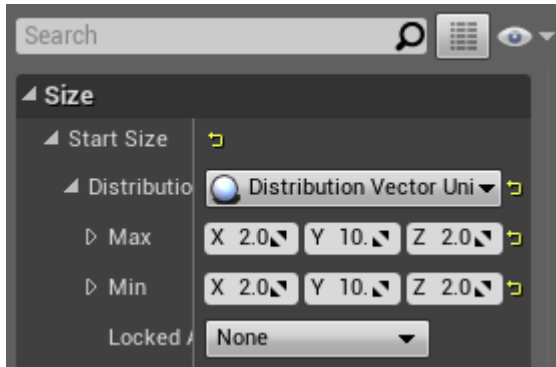 Search
Size
Start Size
Distributio Distribution Vector Uni
Max X 2.0 Y 10. Z 2.0
Min X 2.0 Y 10. Z 2.0
Locked A None